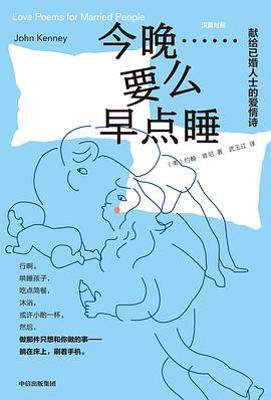 Love Poems for Married People
汉英对照
John Kenney
今晚……
要么
早点睡
献给已婚人士的爱情诗
[美] 约翰·肯尼 著 武玉江 译
行啊。
哄睡孩子,
吃点简餐,
沐浴,
或许小酌一杯。
然后,
做那件只想和你做的事——
躺在床上,刷着手机。
中信出版集团